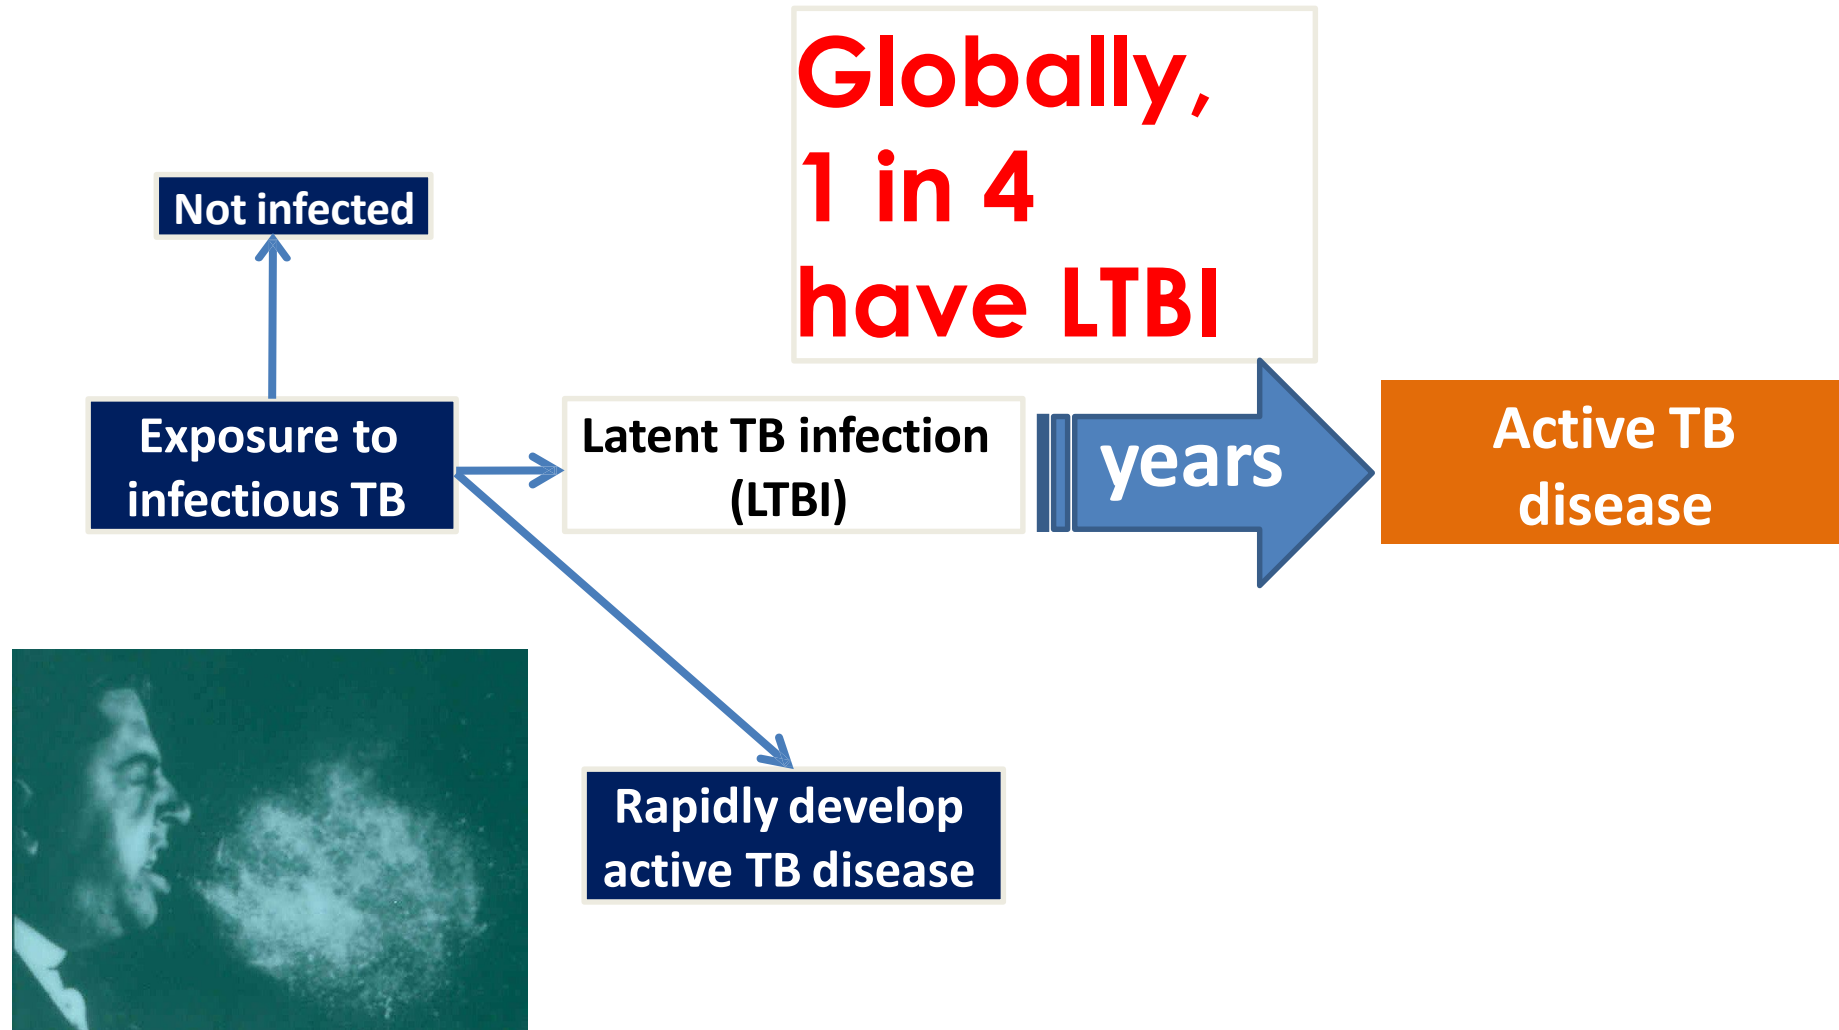 Globally,
1 in 4
have LTBI
Not infected
Exposure to
infectious TB
Latent TB infection
(LTBI)
years
Active TB
disease
Rapidly develop
active TB disease